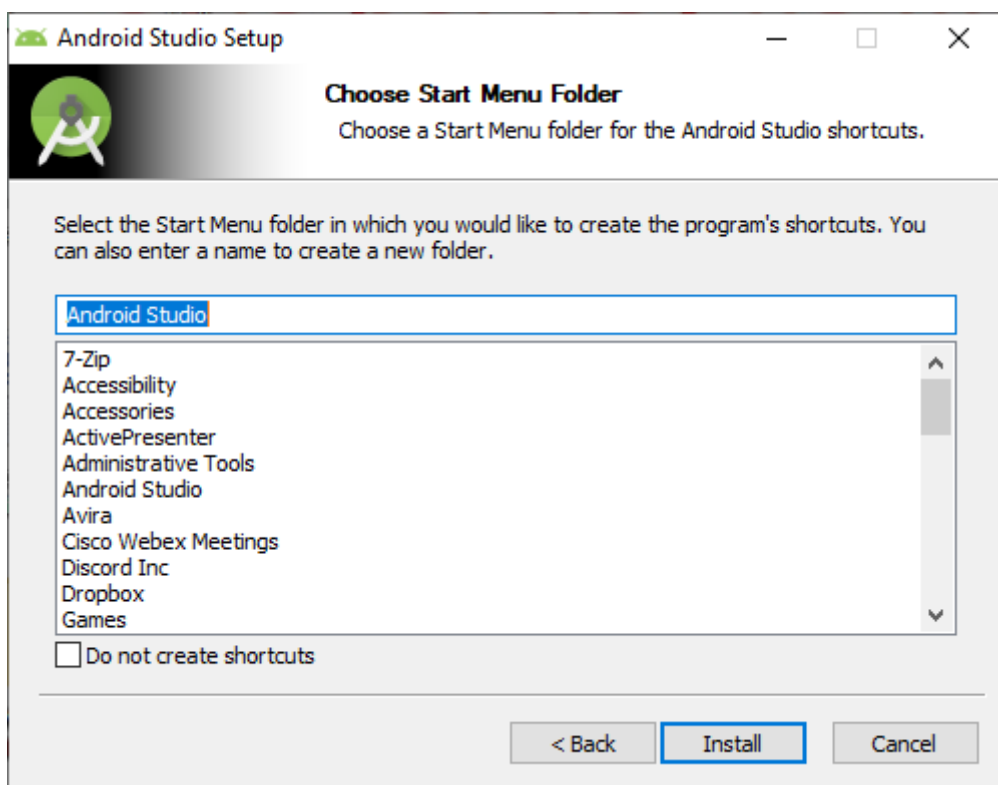 Android Studio Setup
Choose Start Menu Folder
Choose a Start Menu folder for the Android Studio shortcuts.
Select the Start Menu folder in which you would like to create the program's shortcuts. You
can also enter a name to create a new folder.
Android Studio
7-Zip
Accessibility
Accessories
ActivePresenter
Administrative Tools
Android Studio
Avira
Cisco Webex Meetings
Discord Inc
Dropbox
Games
Do not create shortcuts
< Back Install Cancel